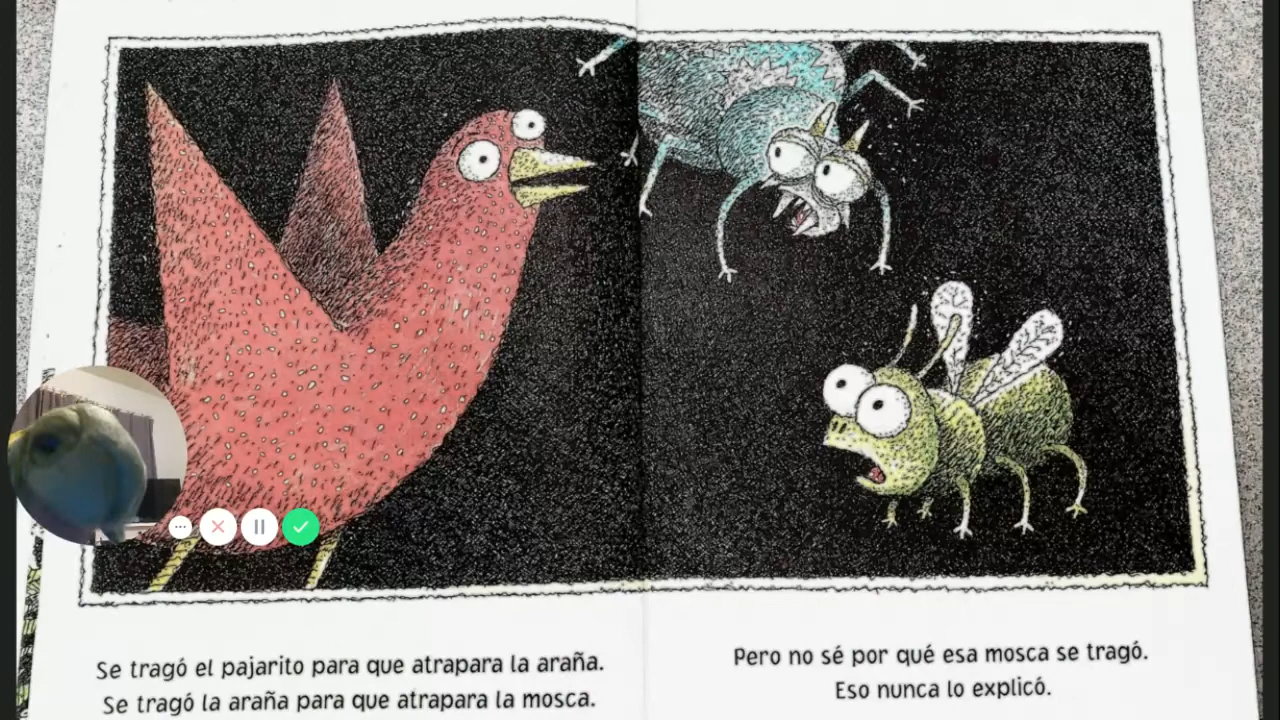 Se tragó el pajarito para que atrapara la araña.
Se tragó la araña para que atrapara la mosca.
Pero no sé por qué esa mosca se tragó.
Eso nunca lo explicó.